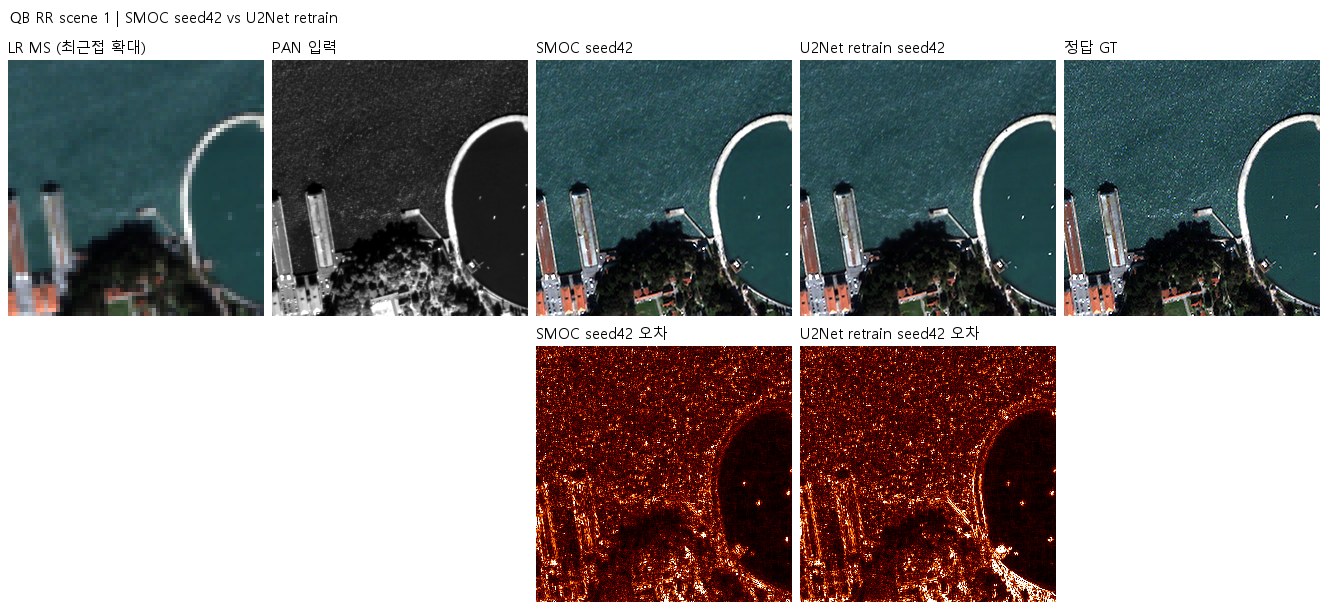 QB RR scene 1 | SMOC seed42 vs U2Net retrain
LR MS (최근접 확대)
PAN 입력
SMOC seed42
U2Net retrain seed42
정답 GT
SMOC seed42 오차
U2Net retrain seed42 오차